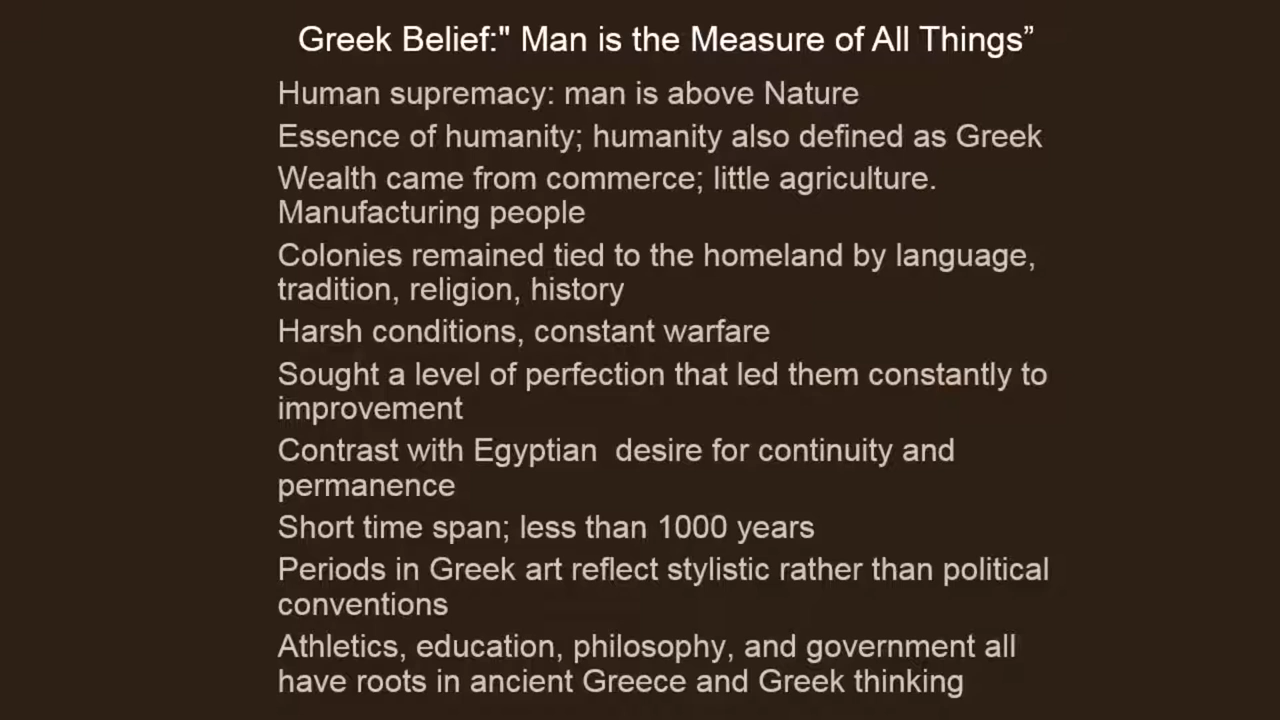 Greek Belief:" Man is the Measure of All Things”
Human supremacy: man is above Nature
Essence of humanity; humanity also defined as Greek
Wealth came from commerce; little agriculture.
Manufacturing people
Colonies remained tied to the homeland by language,
tradition, religion, history
Harsh conditions, constant warfare
Sought a level of perfection that led them constantly to
improvement
Contrast with Egyptian  desire for continuity and
permanence
Short time span; less than 1000 years
Periods in Greek art reflect stylistic rather than political
conventions
Athletics, education, philosophy, and government all
have roots in ancient Greece and Greek thinking